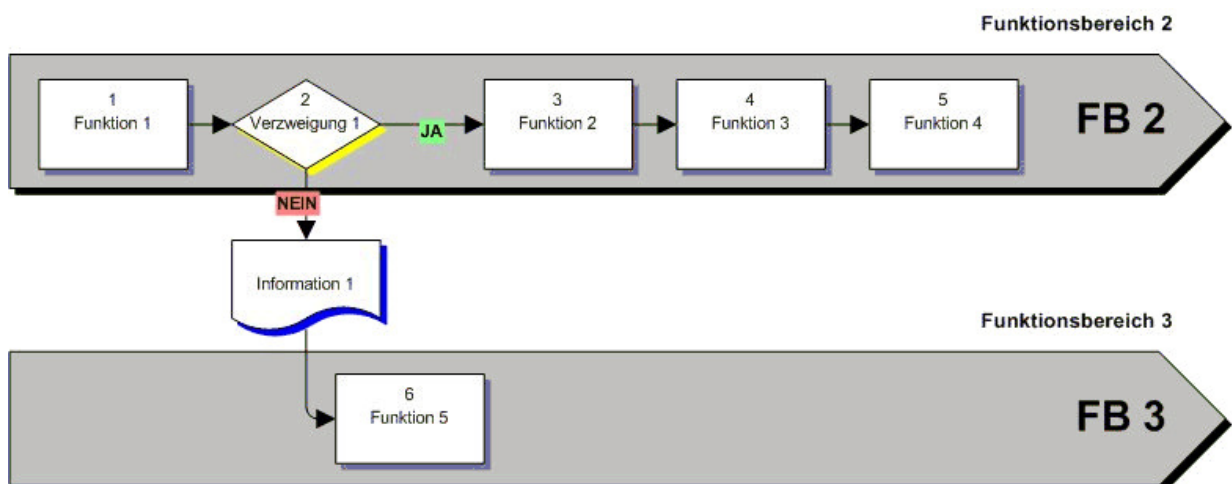 Funktionsbereich 2
1
Funktion 1
2
Verzweigung 1
JA
3
Funktion 2
4
Funktion 3
5
Funktion 4
FB 2
NEIN
Information 1
Funktionsbereich 3
6
Funktion 5
FB 3